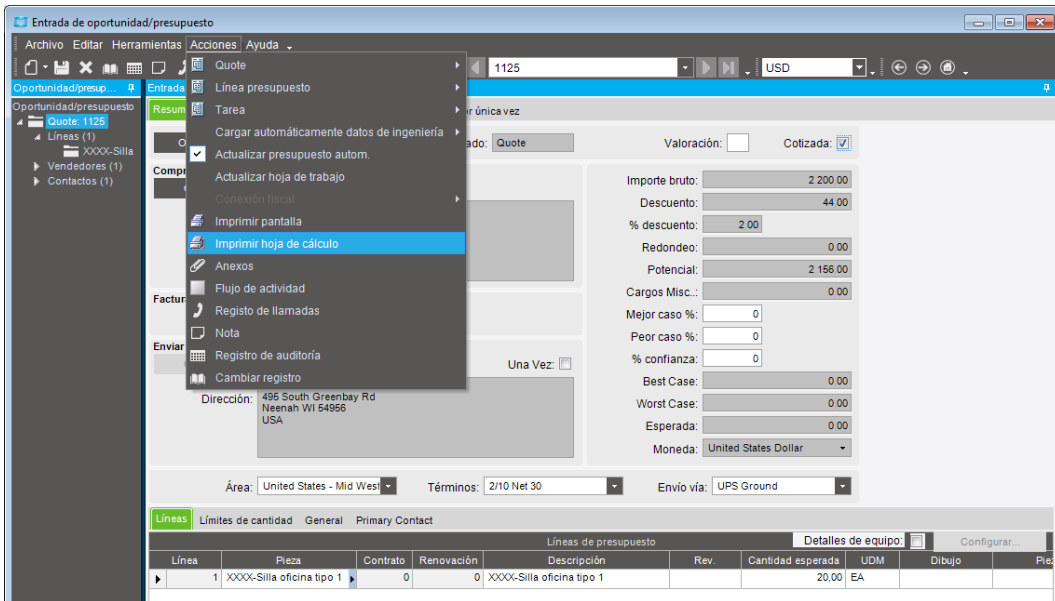 Entrada de oportunidad/presupuesto
Archivo Editar Herramientas Acciones Ayuda
1125 USD
Oportunidad/presup... Entrada
Oportunidad/presupuesto
Quote: 1125
Líneas (1)
XXXX-Silla
Vendedores (1)
Contactos (1)
Quote
Línea presupuesto
Tarea
Cargar automáticamente datos de ingeniería
Actualizar presupuesto autom.
Actualizar hoja de trabajo
Conexión fiscal
Imprimir pantalla
Imprimir hoja de cálculo
Anexos
Flujo de actividad
Registo de llamadas
Nota
Registro de auditoría
Cambiar registro
Resum r única vez
O ado: Quote Valoración: Cotizada:
Compr
Importe bruto: 2 200 00
Descuento: 44.00
% descuento: 2.00
Redondeo: 0 00
Potencial: 2 156 00
Cargos Misc..: 0 00
Mejor caso %: 0
Peor caso %: 0
% confianza: 0
Best Case: 0.00
Worst Case: 0.00
Esperada: 0.00
Moneda: United States Dollar
Factur
Enviar
Una Vez:
Dirección: 495 South Greenbay Rd
Neenah WI 54956
USA
Área: United States - Mid West Términos: 2/10 Net 30 Envío vía: UPS Ground
Líneas Límites de cantidad General Primary Contact
Líneas de presupuesto Detalles de equipo: Configurar...
Línea Pieza Contrato Renovación Descripción Rev. Cantidad esperada UDM Dibujo Pie
1 XXXX-Silla oficina tipo 1 0 0 XXXX-Silla oficina tipo 1 20,00 EA